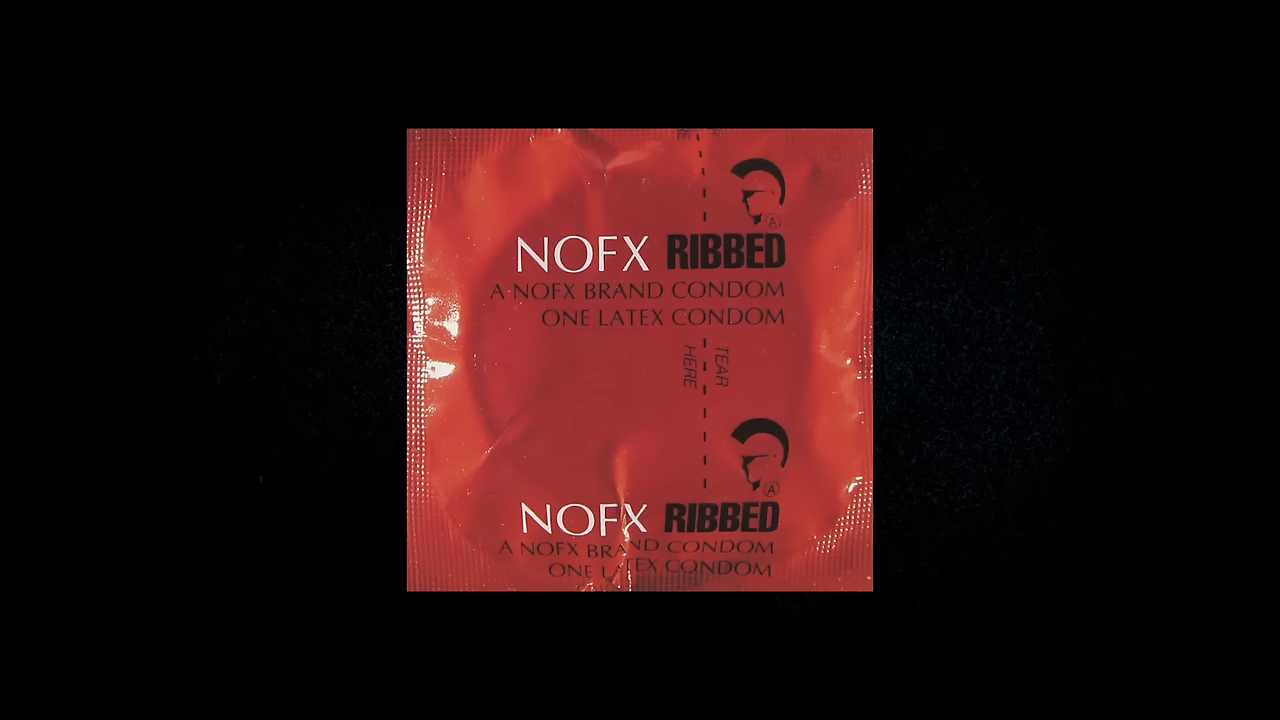 NOFX RIBBED
A NOFX BRAND CONDOM
ONE LATEX CONDOM
TEAR
HERE
A
NOFX RIBBED
A NOFX BRAND CONDOM
ONE LATEX CONDOM
A